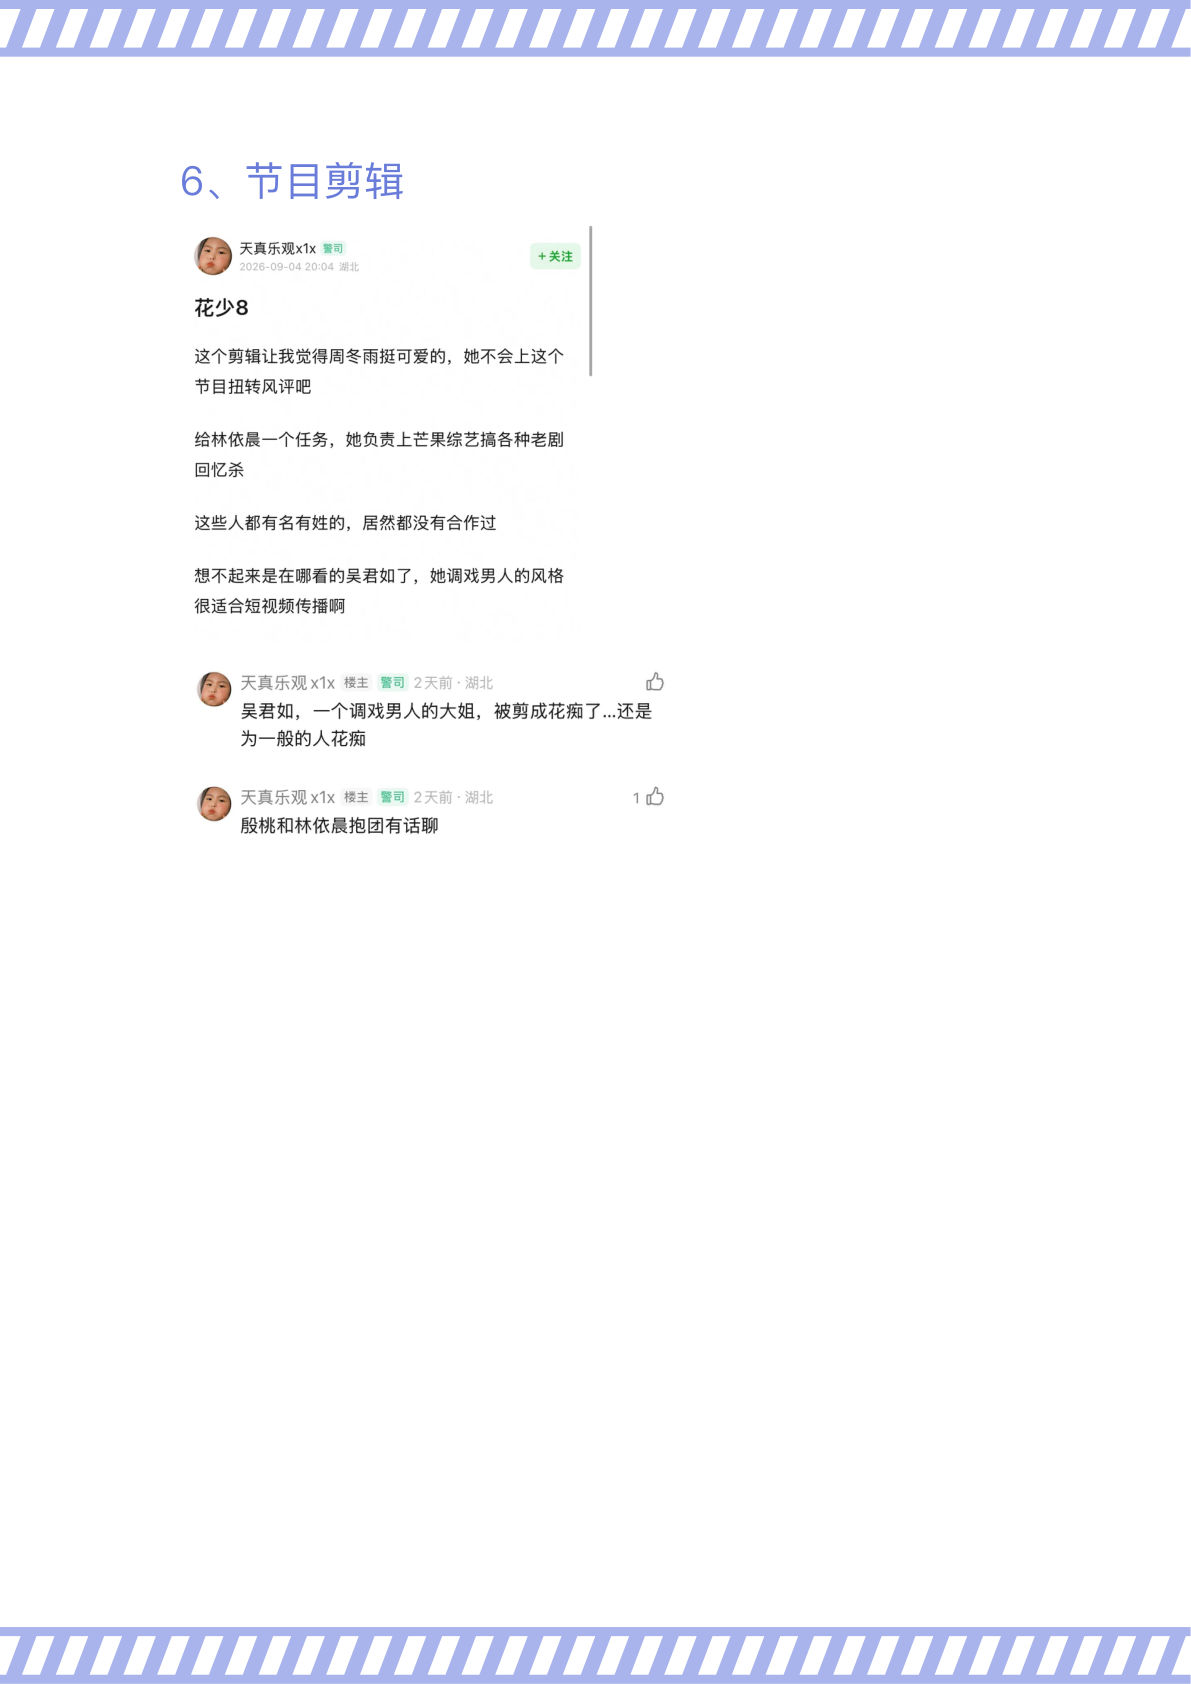 6、节目剪辑
天真乐观x1x 警司
2026-09-04 20:04 湖北
+关注
花少8
这个剪辑让我觉得周冬雨挺可爱的，她不会上这个
节目扭转风评吧
给林依晨一个任务，她负责上芒果综艺搞各种老剧
回忆杀
这些人都有名有姓的，居然都没有合作过
想不起来是在哪看的吴君如了，她调戏男人的风格
很适合短视频传播啊
天真乐观x1x 楼主 警司 2天前·湖北
吴君如，一个调戏男人的大姐，被剪成花痴了...还是
为一般的人花痴
天真乐观x1x 楼主 警司 2天前·湖北 1
殷桃和林依晨抱团有话聊